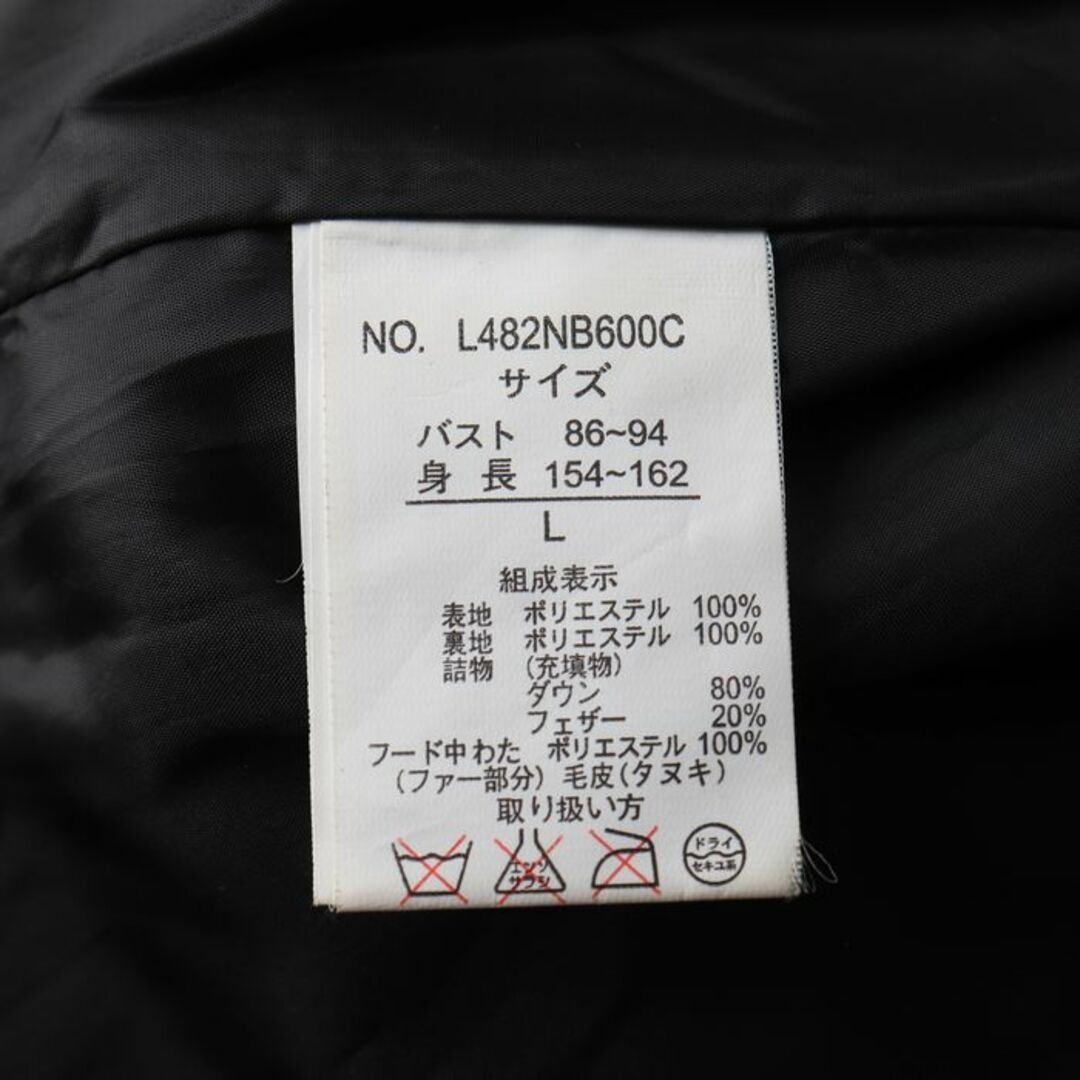 NO. L482NB600C
サイズ
バスト 86~94
身長 154~162
L
組成表示
表地 ポリエステル 100%
裏地 ポリエステル 100%
詰物 (充填物)
ダウン 80%
フェザー 20%
フード中わた ポリエステル 100%
(ファー部分) 毛皮(タヌキ)
取り扱い方
エンソ
サラシ
ドライ
セキユ系